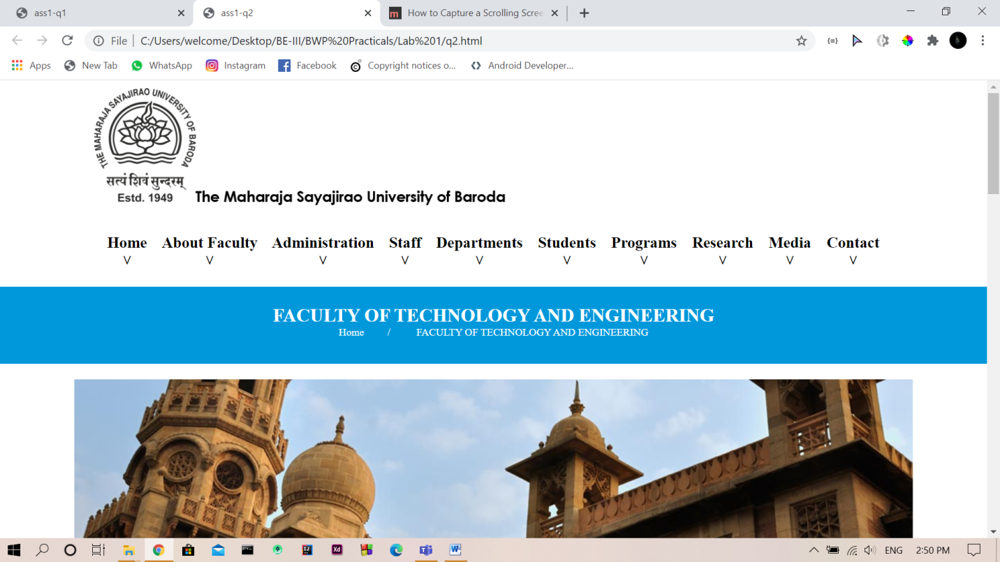 ass1-q1
ass1-q2
How to Capture a Scrolling Scree
File
C:/Users/welcome/Desktop/BE-III/BWP%20Practicals/Lab%201/q2.html
Apps
New Tab
WhatsApp
Instagram
Facebook
Copyright notices o...
Android Developer...
THE MAHARAJA SAYAJIRAO UNIVERSITY OF BARODA
सत्यं शिवं सुन्दरम्
Estd. 1949
The Maharaja Sayajirao University of Baroda
Home About Faculty Administration Staff Departments Students Programs Research Media Contact
V V V V V V V V V V
FACULTY OF TECHNOLOGY AND ENGINEERING
Home / FACULTY OF TECHNOLOGY AND ENGINEERING
ENG 2:50 PM